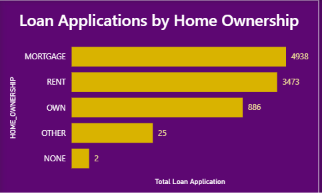 Loan Applications by Home Ownership
MORTGAGE 4938
RENT 3473
OWN 886
OTHER 25
NONE 2
HOME_OWNERSHIP
Total Loan Application